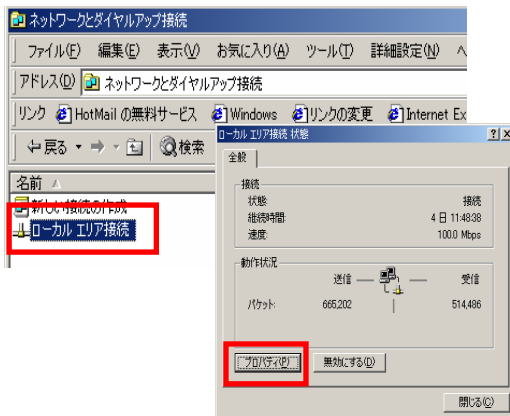 ネットワークとダイヤルアップ接続
ファイル(F) 編集(E) 表示(V) お気に入り(A) ツール(T) 詳細設定(N) ヘ
アドレス(D) ネットワークとダイヤルアップ接続
リンク HotMail の無料サービス Windows リンクの変更 Internet Ex
戻る 検索
名前
新しい接続の作成
ローカル エリア接続
ローカル エリア接続 状態
全般
接続
状態: 接続
継続時間: 4 日 11:48:38
速度: 100.0 Mbps
動作状況
送信 受信
パケット: 665,202 514,486
プロパティ(P) 無効にする(D)
閉じる(C)